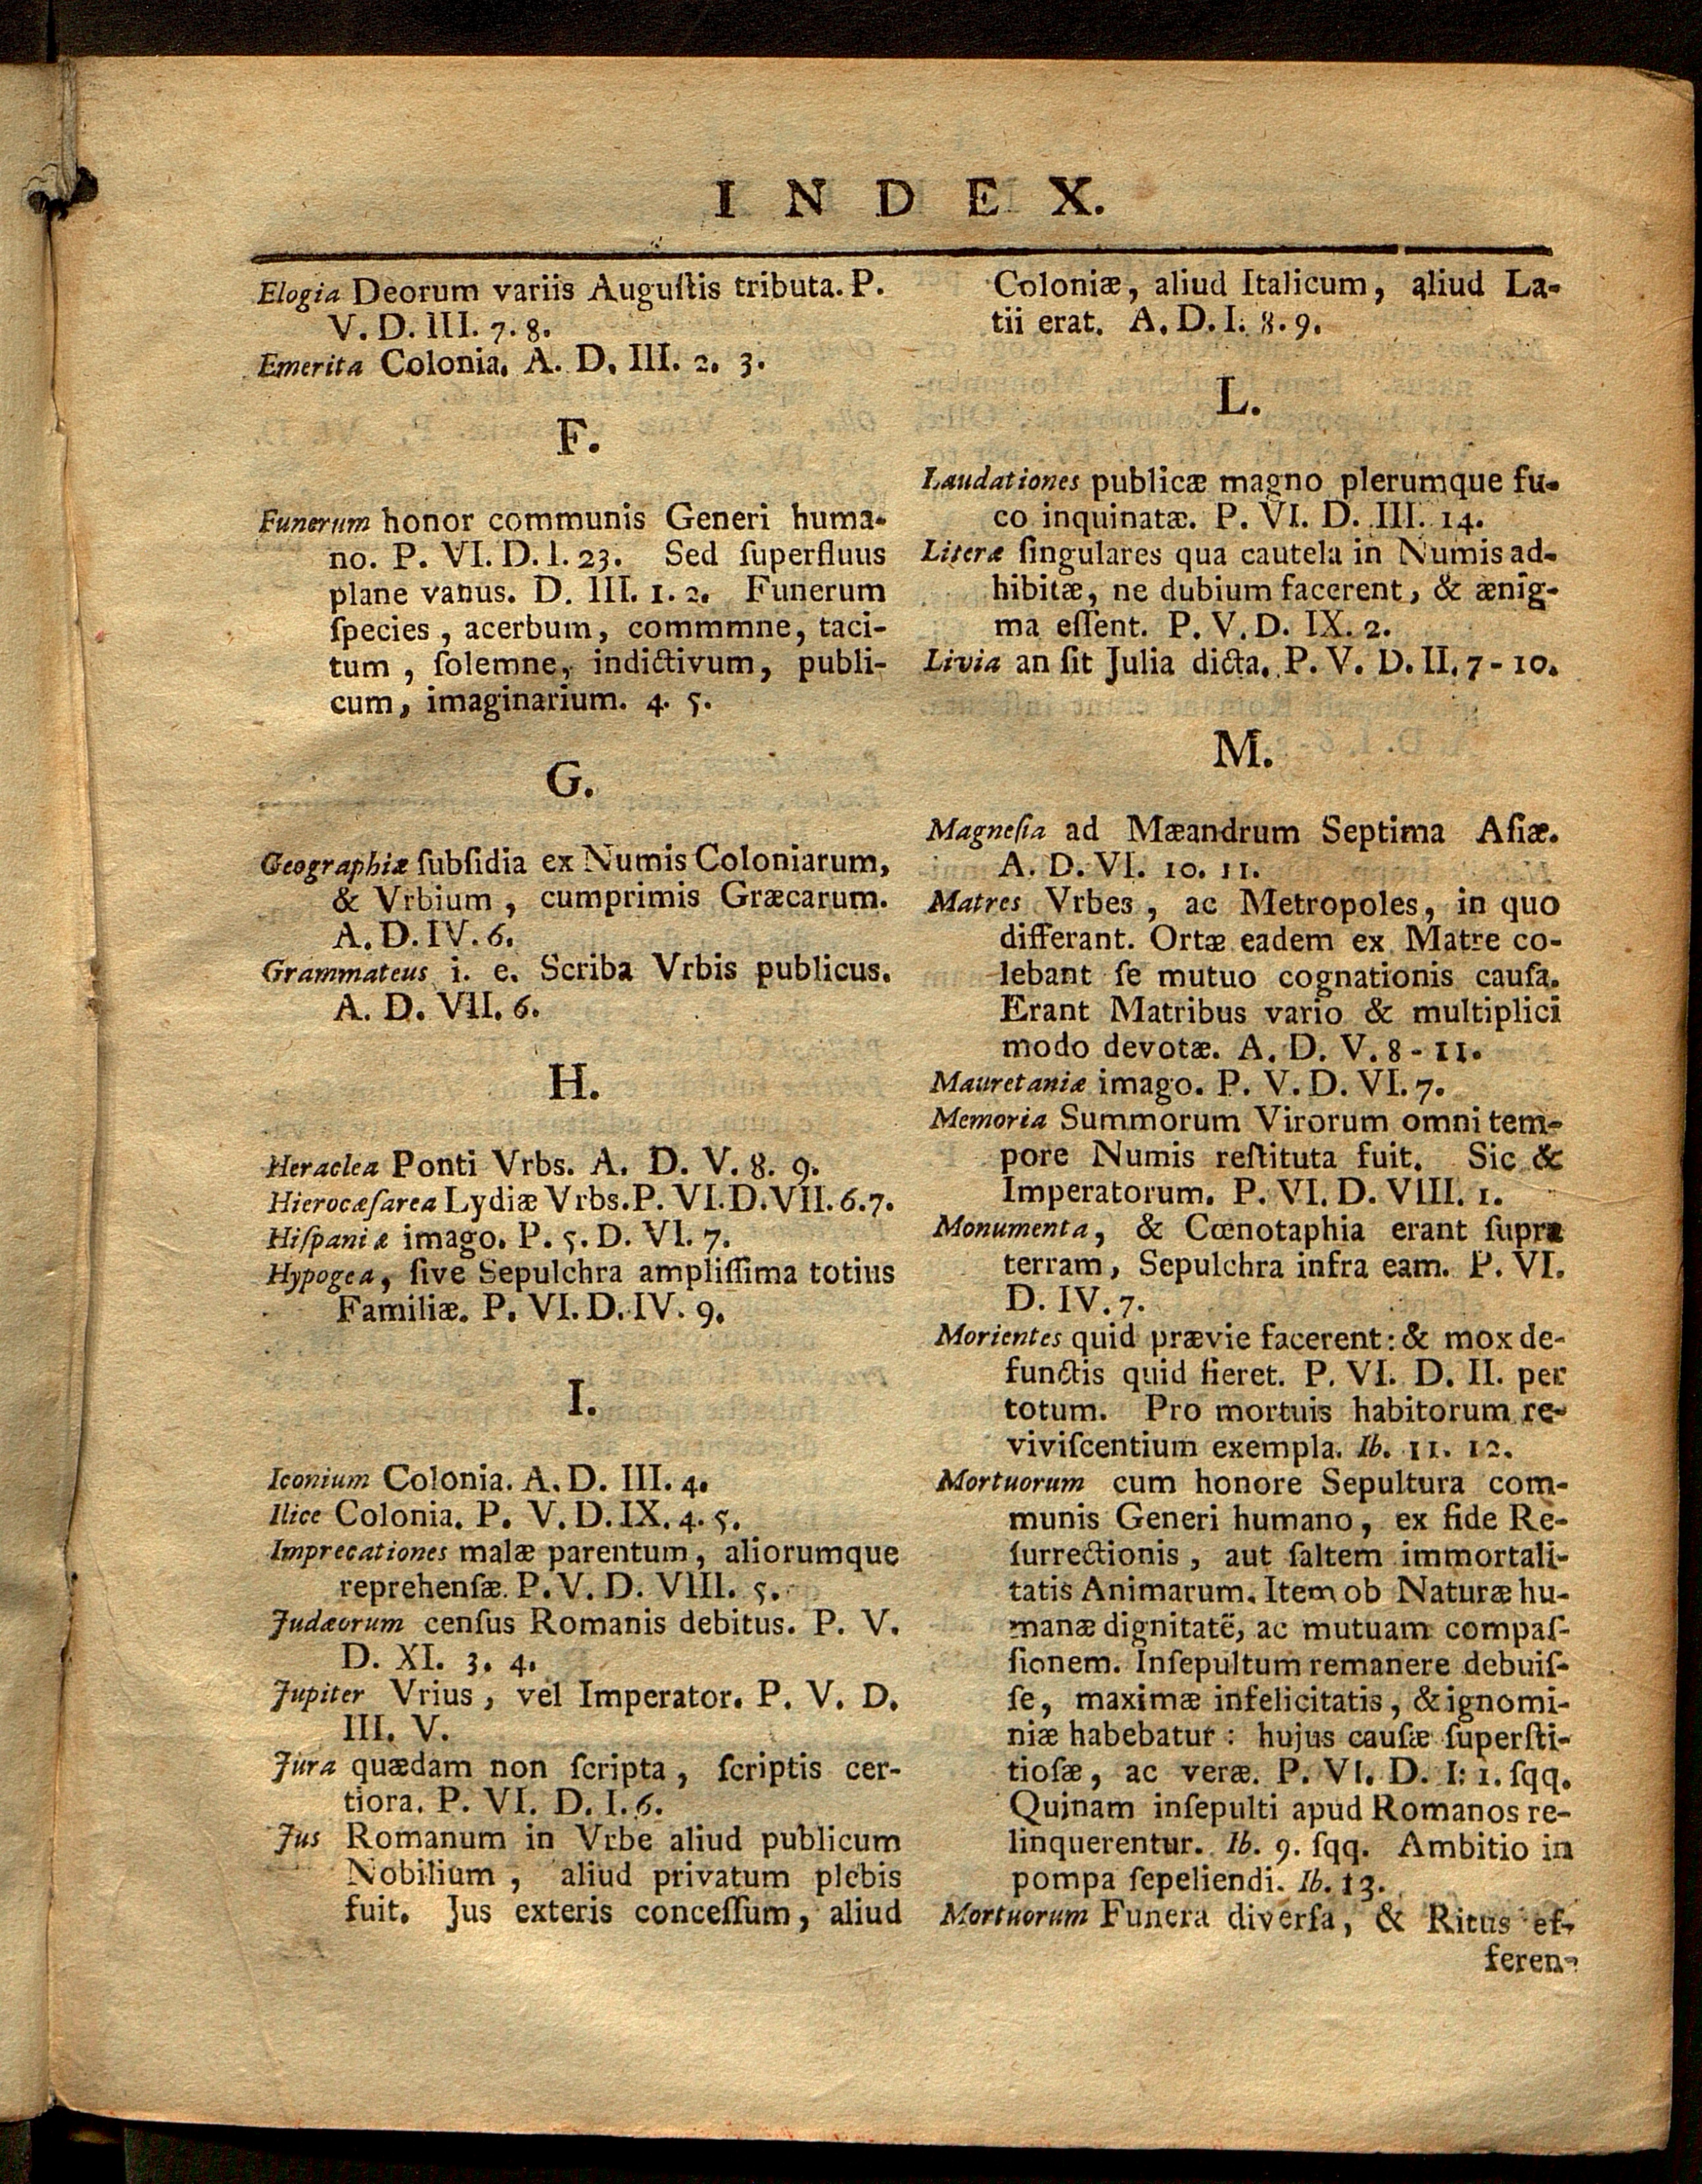 INDEX.
Elogia Deorum variis Auguſtis tributa. P.
V. D. III. 7. 8.
Emerita Colonia. A. D. III. 2. 3.
F.
Funerum honor communis Generi huma-
no. P. VI. D. I. 23. Sed ſuperfluus
plane vanus. D. III. 1. 2. Funerum
ſpecies, acerbum, commmne, taci-
tum, ſolemne, indictivum, publi-
cum, imaginarium. 4. 5.
G.
Geographiæ ſubſidia ex Numis Coloniarum,
& Vrbium, cumprimis Græcarum.
A. D. IV. 6.
Grammateus i. e. Scriba Vrbis publicus.
A. D. VII. 6.
H.
Heraclea Ponti Vrbs. A. D. V. 8. 9.
Hierocæſarea Lydiæ Vrbs. P. VI. D. VII. 6. 7.
Hiſpaniæ imago. P. 5. D. VI. 7.
Hypogea, ſive Sepulchra ampliſſima totius
Familiæ. P. VI. D. IV. 9.
I.
Iconium Colonia. A. D. III. 4.
Ilice Colonia. P. V. D. IX. 4. 5.
Imprecationes malæ parentum, aliorumque
reprehenſæ. P. V. D. VIII. 5.
Judæorum cenſus Romanis debitus. P. V.
D. XI. 3. 4.
Jupiter Vrius, vel Imperator. P. V. D.
III. V.
Jura quædam non ſcripta, ſcriptis cer-
tiora. P. VI. D. I. 6.
Jus Romanum in Vrbe aliud publicum
Nobilium, aliud privatum plebis
fuit. Jus exteris conceſſum, aliud
Coloniæ, aliud Italicum, aliud La-
tii erat. A. D. I. 8. 9.
L.
Laudationes publicæ magno plerumque fu-
co inquinatæ. P. VI. D. III. 14.
Literæ ſingulares qua cautela in Numis ad-
hibitæ, ne dubium facerent, & ænig-
ma eſſent. P. V. D. IX. 2.
Livia an ſit Julia dicta. P. V. D. II. 7 - 10.
M.
Magneſia ad Mæandrum Septima Aſiæ.
A. D. VI. 10. 11.
Matres Vrbes, ac Metropoles, in quo
differant. Ortæ eadem ex Matre co-
lebant ſe mutuo cognationis cauſa.
Erant Matribus vario & multiplici
modo devotæ. A. D. V. 8 - 11.
Mauretaniæ imago. P. V. D. VI. 7.
Memoria Summorum Virorum omni tem-
pore Numis reſtituta fuit. Sic &
Imperatorum. P. VI. D. VIII. 1.
Monumenta, & Cœnotaphia erant ſupra
terram, Sepulchra infra eam. P. VI.
D. IV. 7.
Morientes quid prævie facerent: & mox de-
functis quid fieret. P. VI. D. II. per
totum. Pro mortuis habitorum re-
viviſcentium exempla. Ib. 11. 12.
Mortuorum cum honore Sepultura com-
munis Generi humano, ex fide Re-
ſurrectionis, aut ſaltem immortali-
tatis Animarum. Item ob Naturæ hu-
manæ dignitatē, ac mutuam compaſ-
ſionem. Inſepultum remanere debuiſ-
ſe, maximæ infelicitatis, & ignomi-
niæ habebatur: hujus cauſæ ſuperſti-
tioſæ, ac veræ. P. VI. D. I: 1. ſqq.
Quinam inſepulti apud Romanos re-
linquerentur. Ib. 9. ſqq. Ambitio in
pompa ſepeliendi. Ib. 13.
Mortuorum Funera diverſa, & Ritus ef-
feren-